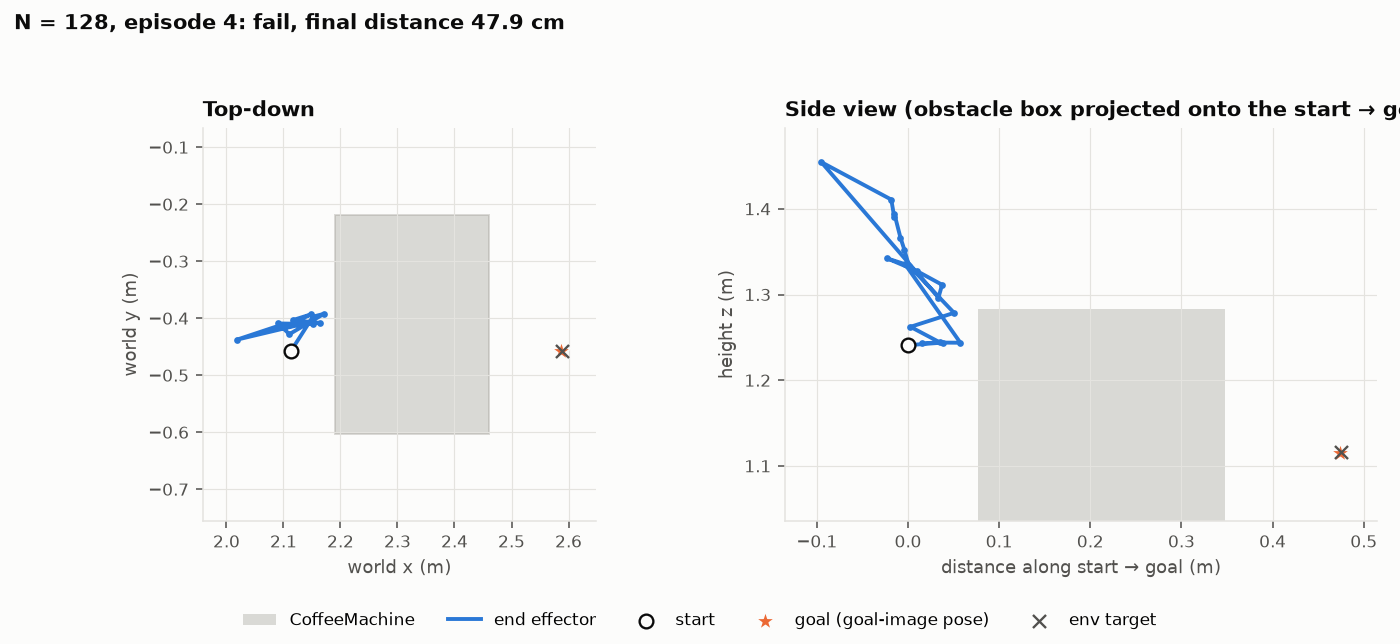 N = 128, episode 4: fail, final distance 47.9 cm
Top-down
−0.1
−0.2
−0.3
−0.4
−0.5
−0.6
−0.7
world y (m)
2.0 2.1 2.2 2.3 2.4 2.5 2.6
world x (m)
Side view (obstacle box projected onto the start → g
1.4
1.3
1.2
1.1
height z (m)
−0.1 0.0 0.1 0.2 0.3 0.4 0.5
distance along start → goal (m)
CoffeeMachine end effector start goal (goal-image pose) env target